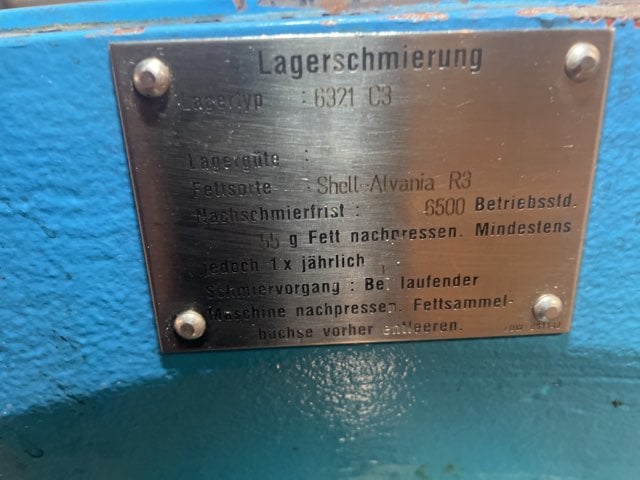 Lagerschmierung
Lagertyp : 6321 C3
Lagergüte :
Fettsorte : Shell-Alvania R3
Nachschmierfrist : 6500 Betriebsstd.
55 g Fett nachpressen. Mindestens
jedoch 1x jährlich
Schmiervorgang : Bei laufender
Maschine nachpressen. Fettsammel-
büchse vorher entleeren.